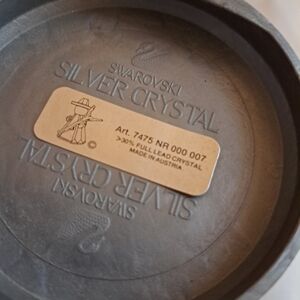 SWAROVSKI
SILVER CRYSTAL
Art. 7475 NR 000 007
>30% FULL LEAD CRYSTAL
MADE IN AUSTRIA
©
SILVER CRYSTAL
SWAROVSKI